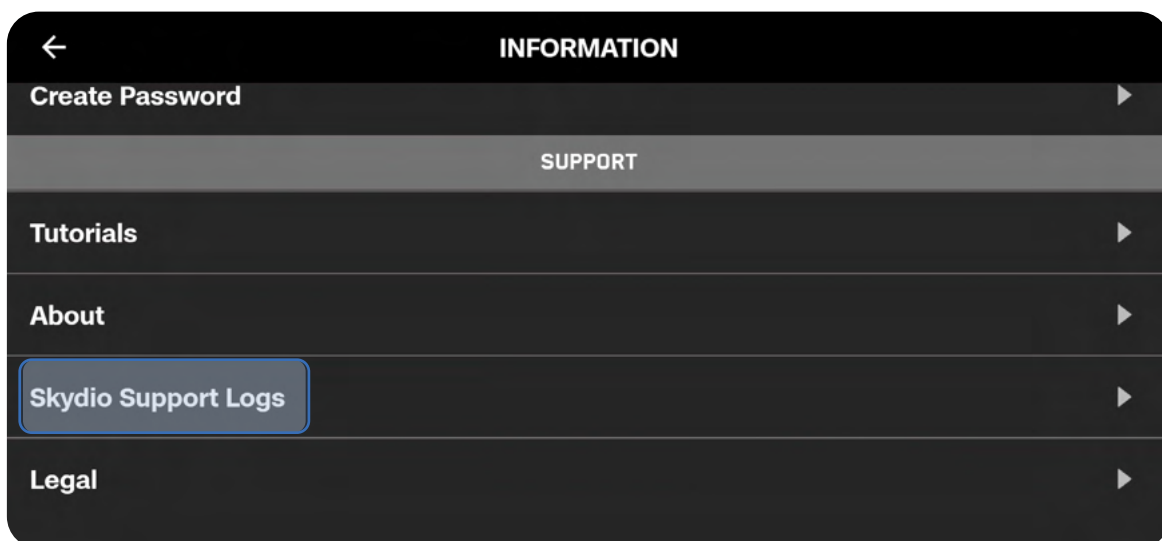 INFORMATION
Create Password
SUPPORT
Tutorials
About
Skydio Support Logs
Legal